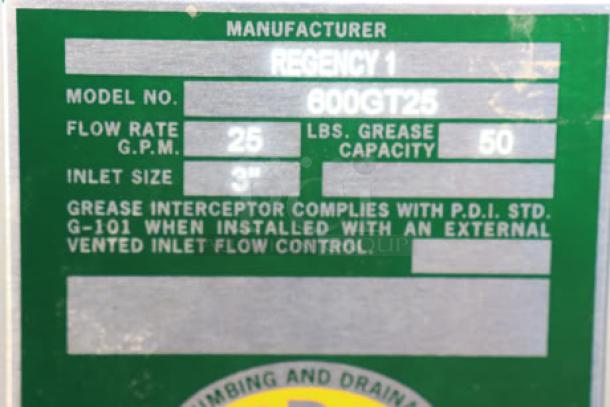 MANUFACTURER
REGENCY 1
MODEL NO. 600GT25
FLOW RATE G.P.M. 25 LBS. GREASE CAPACITY 50
INLET SIZE 3"
GREASE INTERCEPTOR COMPLIES WITH P.D.I. STD.
G-101 WHEN INSTALLED WITH AN EXTERNAL
VENTED INLET FLOW CONTROL.
UMBING AND DRAINA